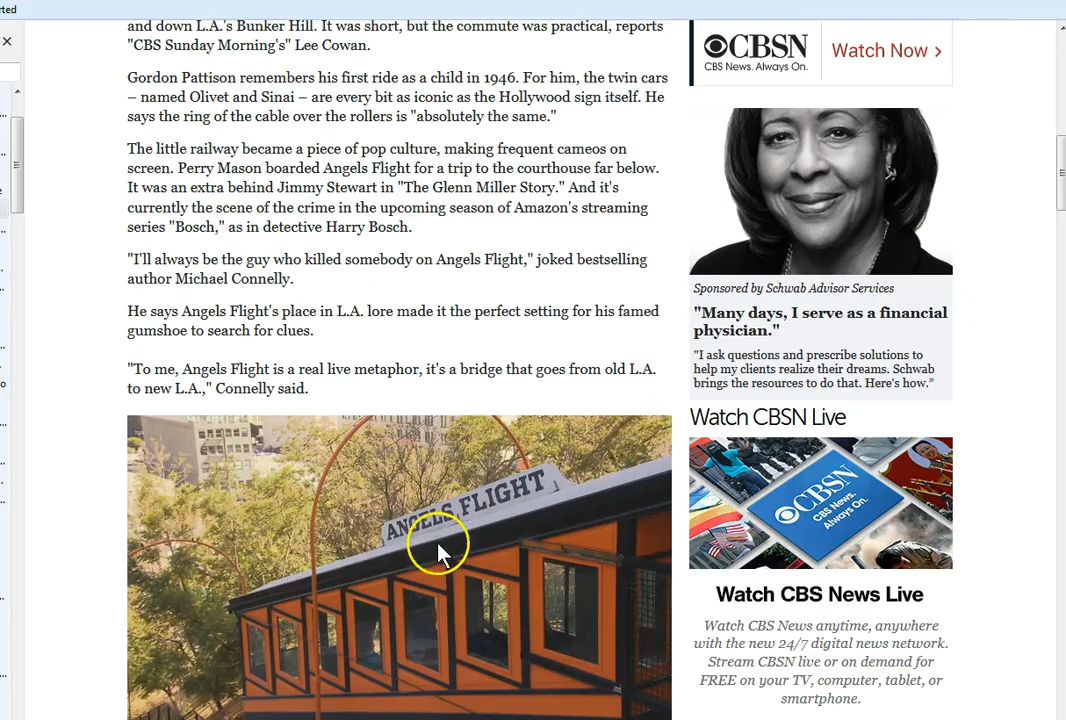 rted
and down L.A.'s Bunker Hill. It was short, but the commute was practical, reports
"CBS Sunday Morning's" Lee Cowan.
Gordon Pattison remembers his first ride as a child in 1946. For him, the twin cars
– named Olivet and Sinai – are every bit as iconic as the Hollywood sign itself. He
says the ring of the cable over the rollers is "absolutely the same."
The little railway became a piece of pop culture, making frequent cameos on
screen. Perry Mason boarded Angels Flight for a trip to the courthouse far below.
It was an extra behind Jimmy Stewart in "The Glenn Miller Story." And it's
currently the scene of the crime in the upcoming season of Amazon's streaming
series "Bosch," as in detective Harry Bosch.
"I'll always be the guy who killed somebody on Angels Flight," joked bestselling
author Michael Connelly.
He says Angels Flight's place in L.A. lore made it the perfect setting for his famed
gumshoe to search for clues.
"To me, Angels Flight is a real live metaphor, it's a bridge that goes from old L.A.
to new L.A.," Connelly said.
ANGELS FLIGHT
CBSN
CBS News. Always On.
Watch Now >
Sponsored by Schwab Advisor Services
"Many days, I serve as a financial
physician."
"I ask questions and prescribe solutions to
help my clients realize their dreams. Schwab
brings the resources to do that. Here's how.”
Watch CBSN Live
CBSN
CBS News.
Always On.
Watch CBS News Live
Watch CBS News anytime, anywhere
with the new 24/7 digital news network.
Stream CBSN live or on demand for
FREE on your TV, computer, tablet, or
smartphone.